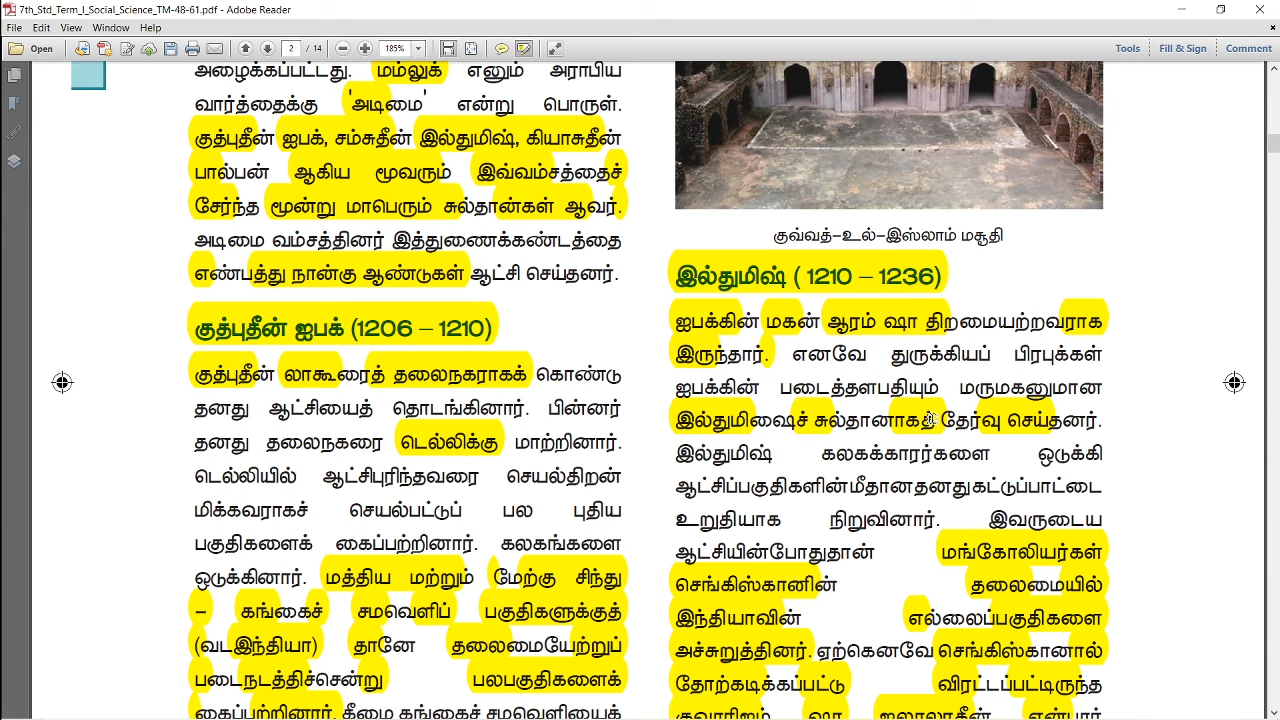 7th_Std_Term_I_Social_Science_TM-48-61.pdf - Adobe Reader
File Edit View Window Help
Open 2 / 14 185% Tools Fill & Sign Comment
அழைக்கப்பட்டது. மம்லுக் எனும் அராபிய
வார்த்தைக்கு 'அடிமை' என்று பொருள்.
குத்புதீன் ஐபக், சம்சுதீன் இல்துமிஷ், கியாசுதீன்
பால்பன் ஆகிய மூவரும் இவ்வம்சத்தைச்
சேர்ந்த மூன்று மாபெரும் சுல்தான்கள் ஆவர்.
அடிமை வம்சத்தினர் இத்துணைக்கண்டத்தை
எண்பத்து நான்கு ஆண்டுகள் ஆட்சி செய்தனர்.
குத்புதீன் ஐபக் (1206 – 1210)
குத்புதீன் லாகூரைத் தலைநகராகக் கொண்டு
தனது ஆட்சியைத் தொடங்கினார். பின்னர்
தனது தலைநகரை டெல்லிக்கு மாற்றினார்.
டெல்லியில் ஆட்சிபுரிந்தவரை செயல்திறன்
மிக்கவராகச் செயல்பட்டுப் பல புதிய
பகுதிகளைக் கைப்பற்றினார். கலகங்களை
ஒடுக்கினார். மத்திய மற்றும் மேற்கு சிந்து
– கங்கைச் சமவெளிப் பகுதிகளுக்குத்
(வடஇந்தியா) தானே தலைமையேற்றுப்
படைநடத்திச்சென்று பலபகுதிகளைக்
கைப்பற்றினார். கீழை கங்கைச் சமவெளியைக்
குவ்வத்-உல்-இஸ்லாம் மசூதி
இல்துமிஷ் ( 1210 – 1236)
ஐபக்கின் மகன் ஆரம் ஷா திறமையற்றவராக
இருந்தார். எனவே துருக்கியப் பிரபுக்கள்
ஐபக்கின் படைத்தளபதியும் மருமகனுமான
இல்துமிஷைச் சுல்தானாகத் தேர்வு செய்தனர்.
இல்துமிஷ் கலகக்காரர்களை ஒடுக்கி
ஆட்சிப்பகுதிகளின்மீதானதனதுகட்டுப்பாட்டை
உறுதியாக நிறுவினார். இவருடைய
ஆட்சியின்போதுதான் மங்கோலியர்கள்
செங்கிஸ்கானின் தலைமையில்
இந்தியாவின் எல்லைப்பகுதிகளை
அச்சுறுத்தினர். ஏற்கெனவே செங்கிஸ்கானால்
தோற்கடிக்கப்பட்டு விரட்டப்பட்டிருந்த
குவாரிஜம் ஷா ஜலாலுதீன் என்பார்